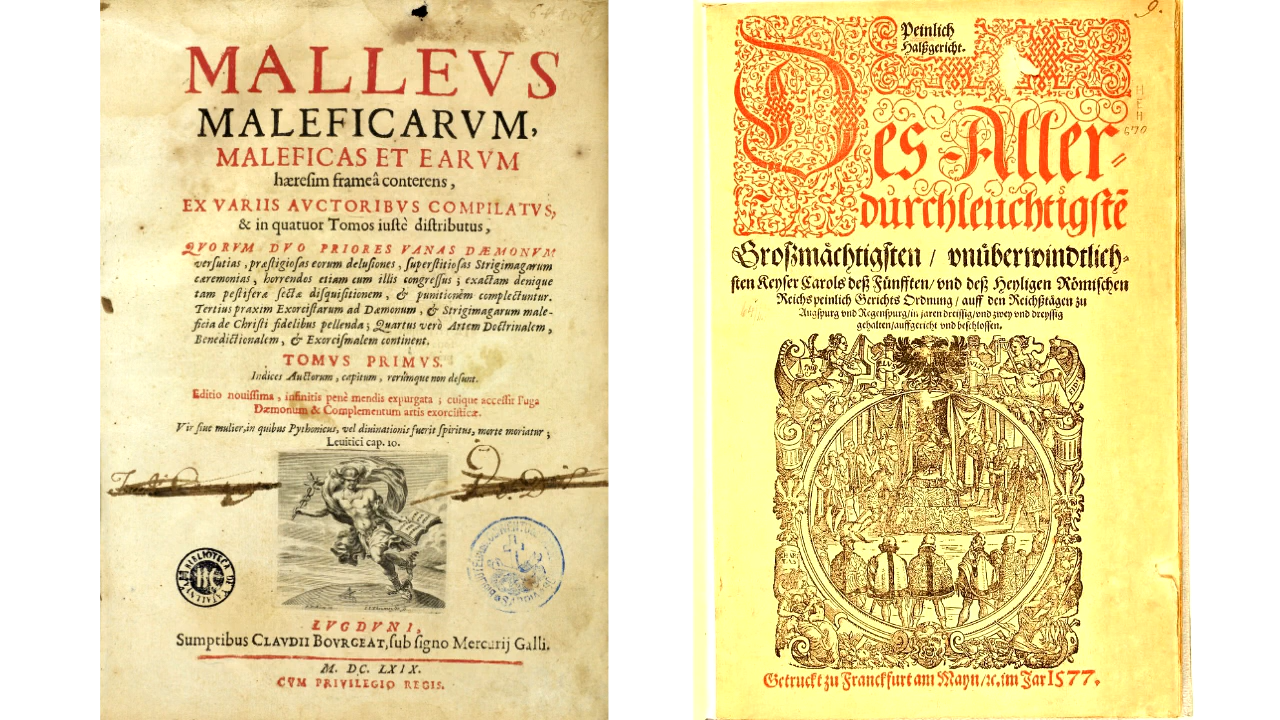 MALLEVS
MALEFICARVM,
MALEFICAS ET EARVM
hæresim frameâ conterens,
EX VARIIS AVCTORIBVS COMPILATVS,
& in quatuor Tomos iustè distributus,
QVORVM DVO PRIORES VANAS DÆMONVM
versutias, præstigiosas eorum delusiones, superstitiosas Strigimagarum
cæremonias, horrendos etiam cum illis congressus; exactam denique
tam pestiferæ sectæ disquisitionem, & punitionem complectuntur.
Tertius praxim Exorcistarum ad Dæmonum, & Strigimagarum male-
ficia de Christi fidelibus pellenda; Quartus verò Artem Doctrinalem,
Benedictionalem, & Exorcismalem continent.
TOMVS PRIMVS.
Indices Auctorum, capitum, rerúmque non desunt.
Editio nouissima, infinitis penè mendis expurgata; cuique accessit Fuga
Dæmonum & Complementum artis exorcisticæ.
Vir siue mulier, in quibus Pythonicus, vel diuinationis fuerit spiritus, morte moriatur;
Leuitici cap. 10.
LVGDVNI,
Sumptibus CLAVDII BOVRGEAT, sub signo Mercurij Galli.
M. DC. LXIX.
CVM PRIVILEGIO REGIS.
9.
Peinlich
Halßgericht.
Des Aller-
durchleuchtigstẽ
Großmächtigsten / vnüberwindtlich-
sten Keyser Carols deß Fünfften / vnd deß Heyligen Römischen
Reichs peinlich Gerichts Ordnung / auff den Reichßtägen zu
Augspurg vnd Regenspurg / in jaren dreissig / vnd zwey vnd dreyssig
gehalten / auffgericht vnd beschlossen.
H
E
H
670
Getruckt zu Franckfurt am Mayn / ꝛc. im Jar 1577.